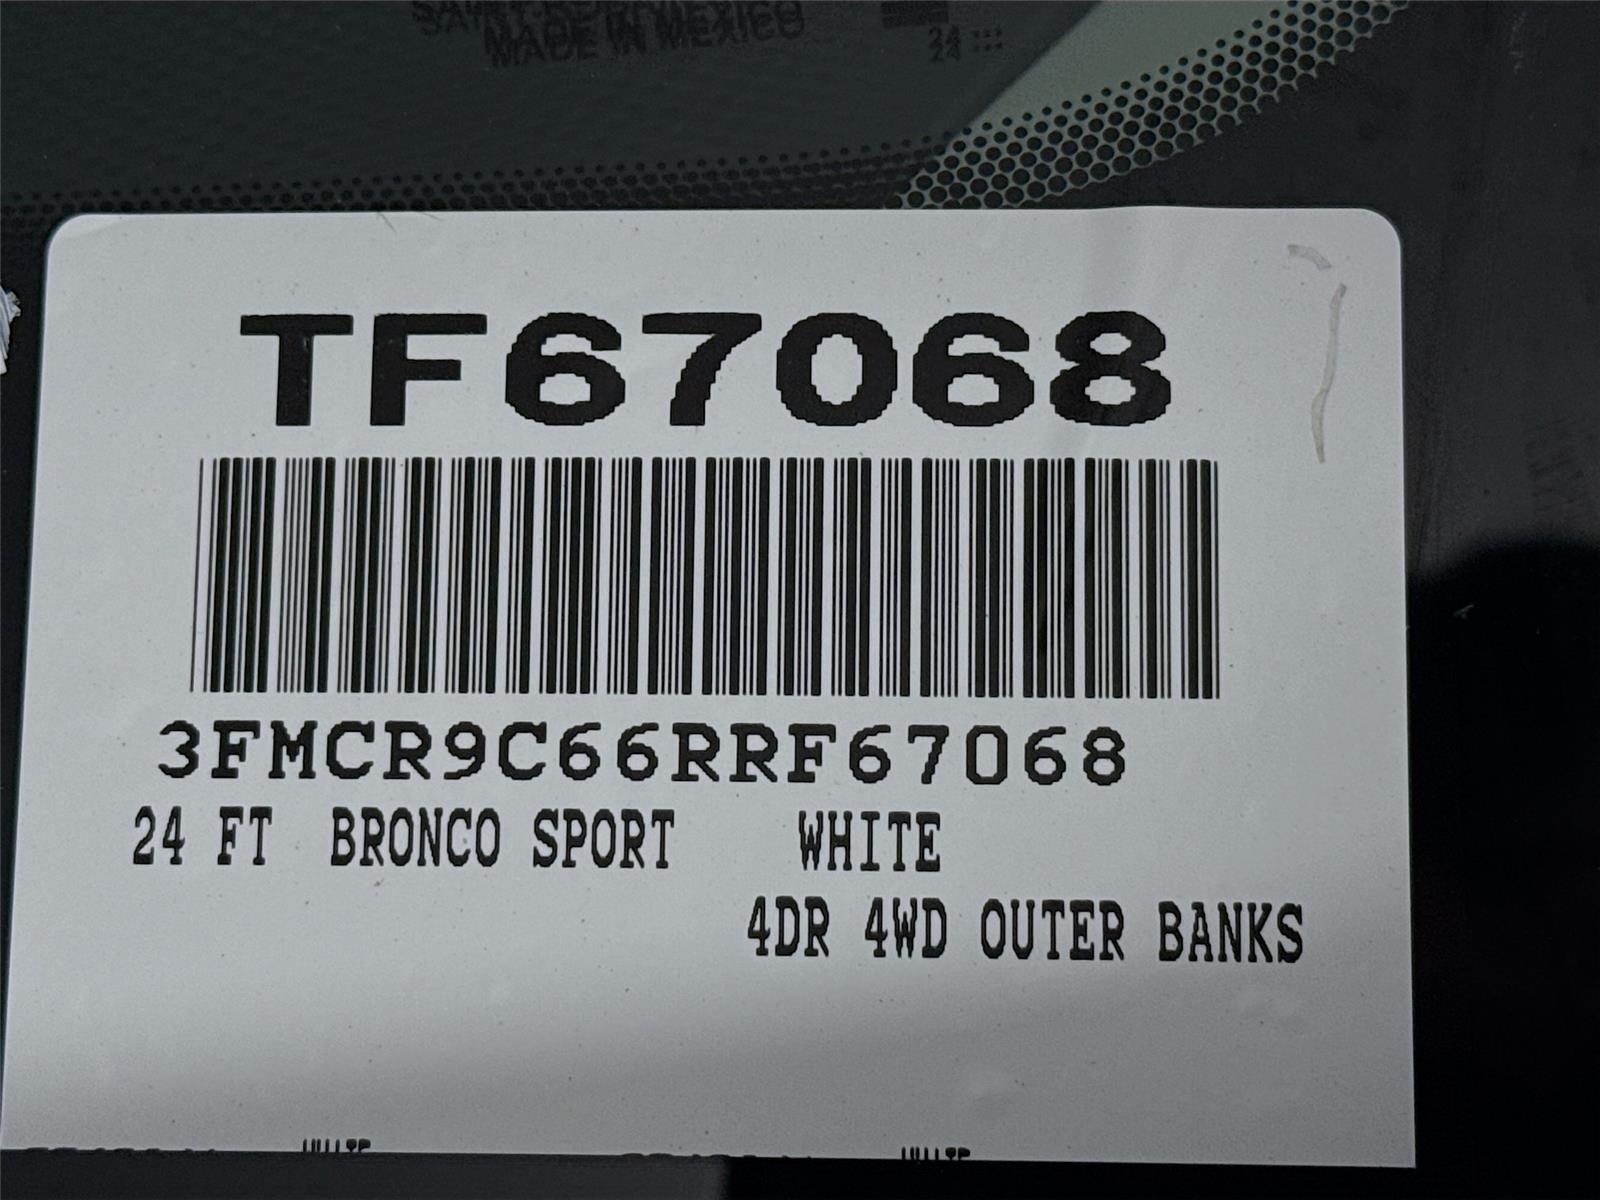 MADE IN MEXICO
24
TF67068
3FMCR9C66RRF67068
24 FT BRONCO SPORT WHITE
4DR 4WD OUTER BANKS